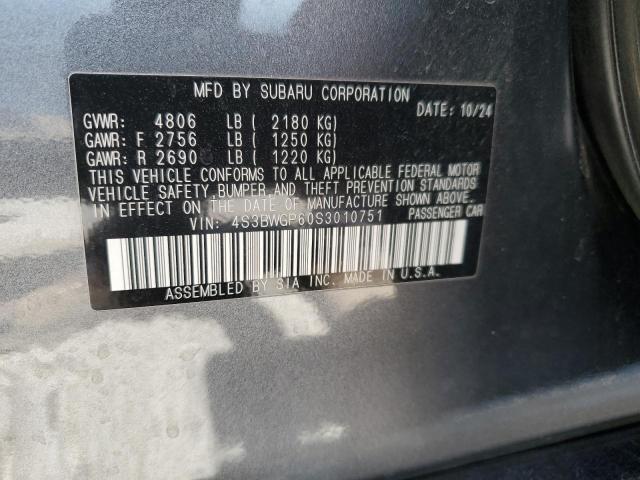 MFD BY SUBARU CORPORATION
DATE: 10/24
GVWR: 4806 LB ( 2180 KG)
GAWR: F 2756 LB ( 1250 KG)
GAWR: R 2690 LB ( 1220 KG)
THIS VEHICLE CONFORMS TO ALL APPLICABLE FEDERAL MOTOR
VEHICLE SAFETY,BUMPER,AND THEFT PREVENTION STANDARDS
IN EFFECT ON THE DATE OF MANUFACTURE SHOWN ABOVE.
VIN: 4S3BWGP60S3010751 PASSENGER CAR
ASSEMBLED BY SIA INC. MADE IN U.S.A.